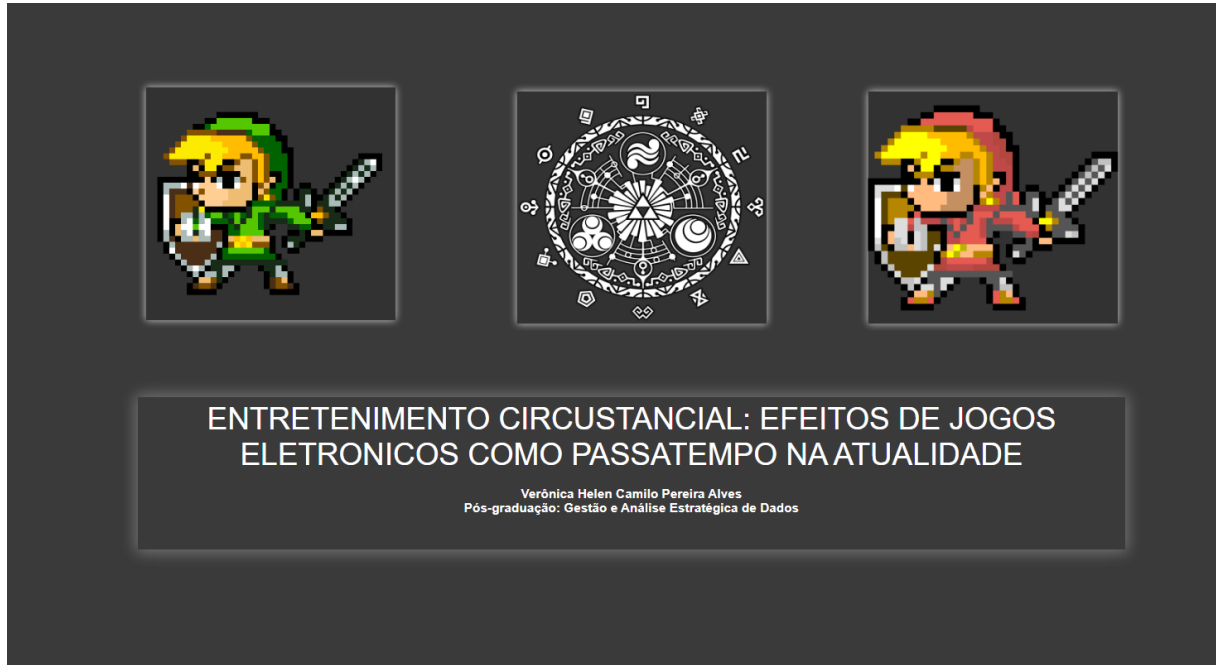 ENTRETENIMENTO CIRCUSTANCIAL: EFEITOS DE JOGOS
ELETRONICOS COMO PASSATEMPO NA ATUALIDADE
Verônica Helen Camilo Pereira Alves
Pós-graduação: Gestão e Análise Estratégica de Dados